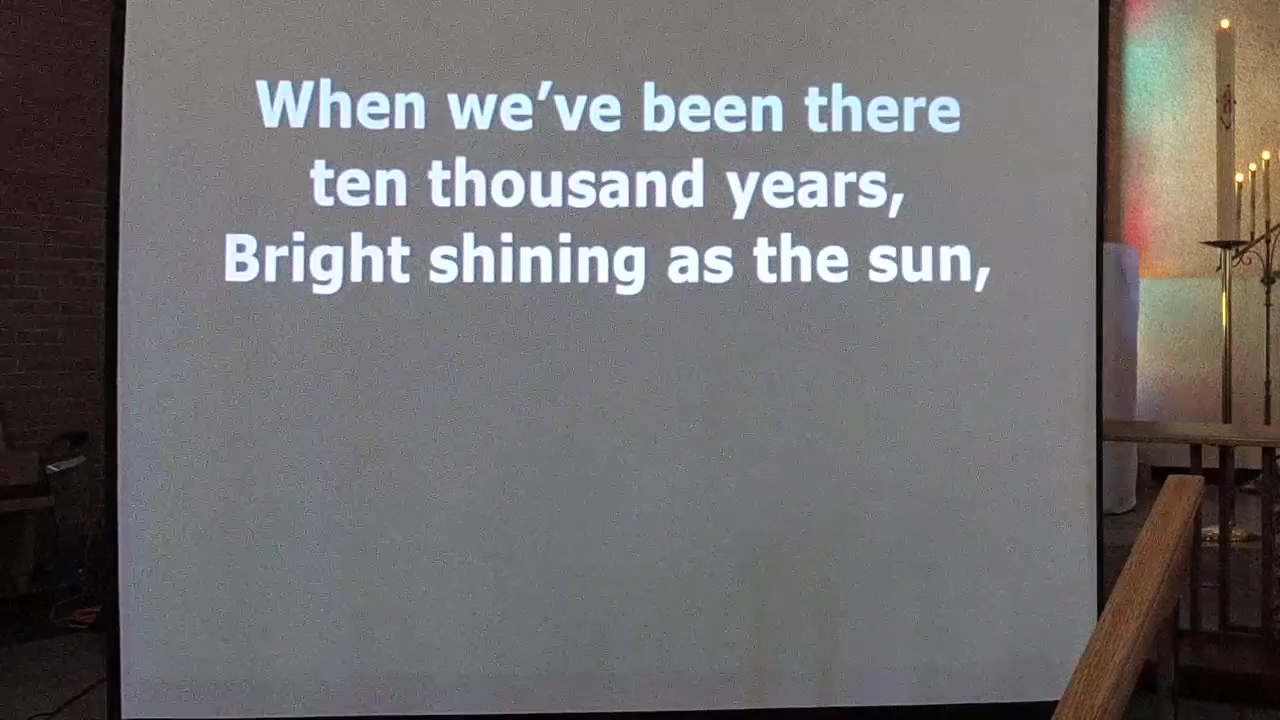 When we’ve been there
ten thousand years,
Bright shining as the sun,